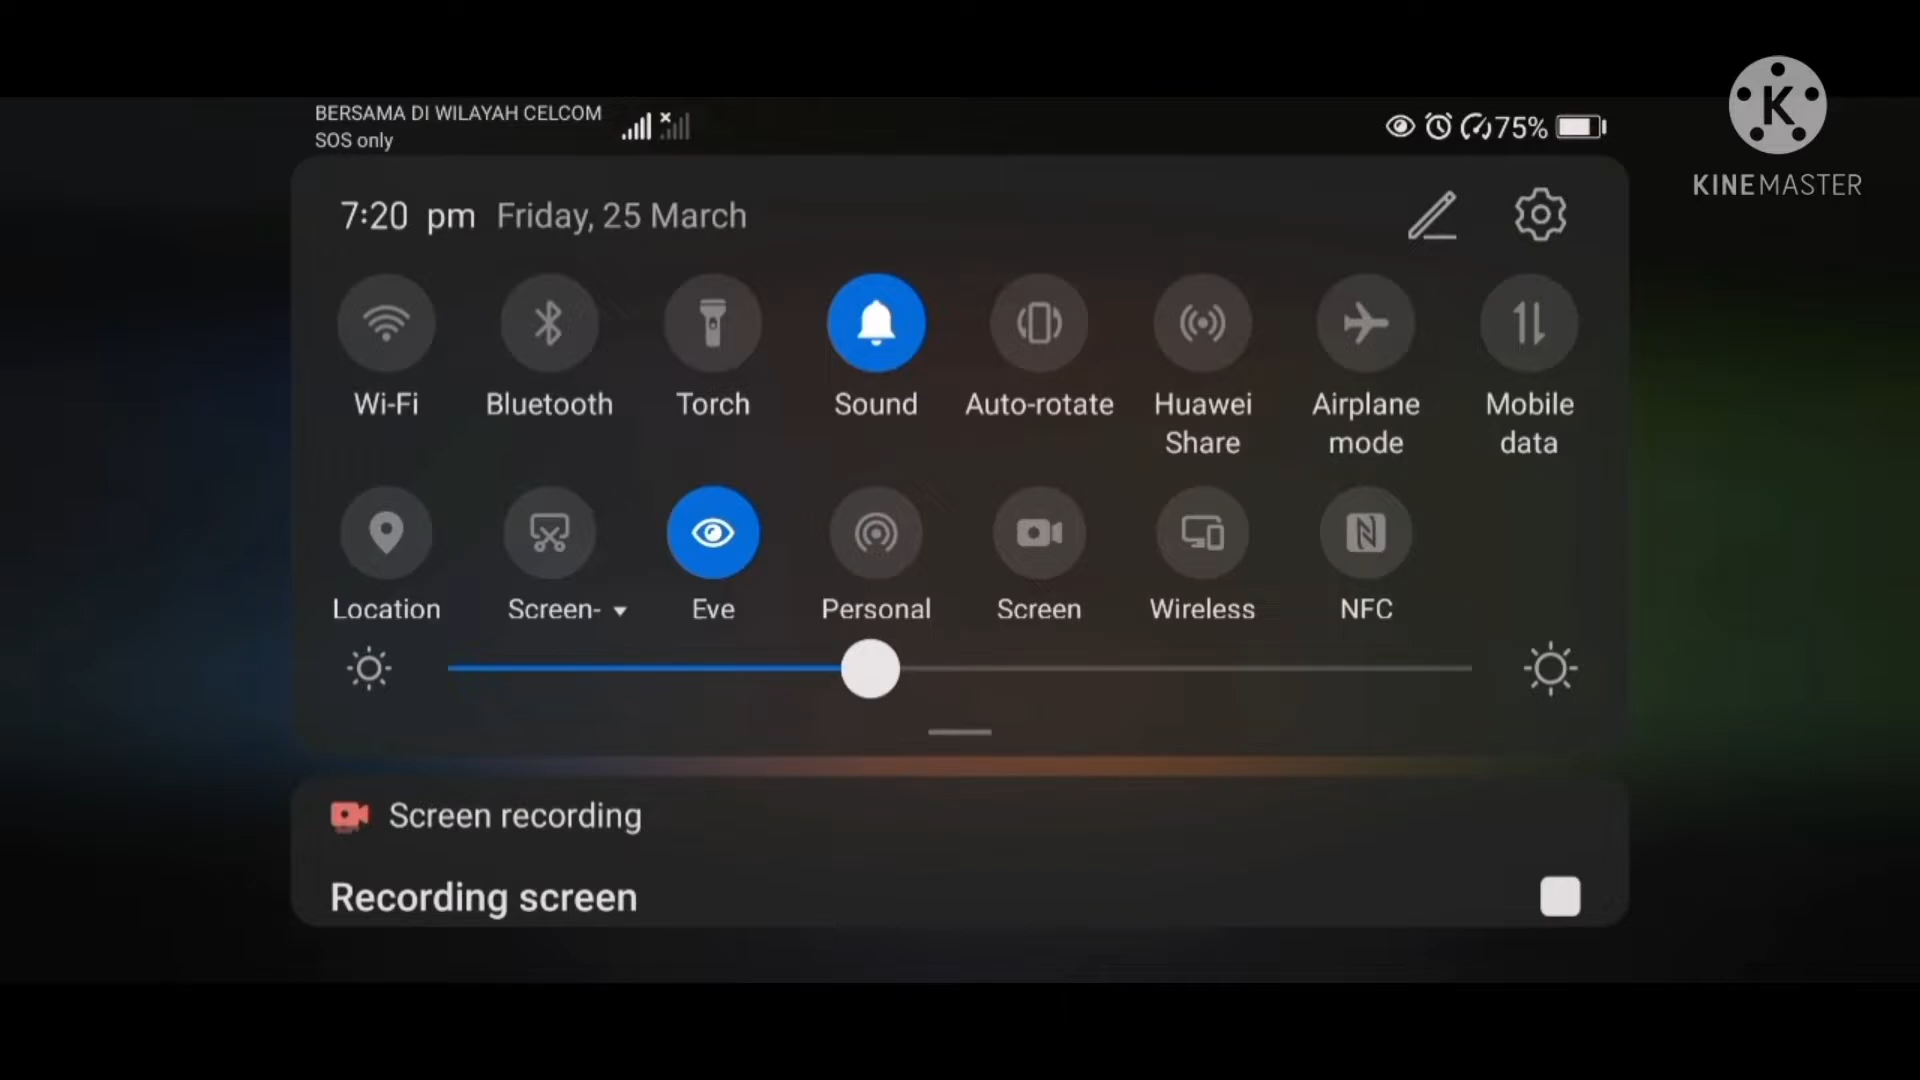 BERSAMA DI WILAYAH CELCOM
SOS only
75%
K
KINEMASTER
7:20 pm Friday, 25 March
Wi-Fi
Bluetooth
Torch
Sound
Auto-rotate
Huawei
Share
Airplane
mode
Mobile
data
Location
Screen-
Eye
Personal
Screen
Wireless
NFC
Screen recording
Recording screen